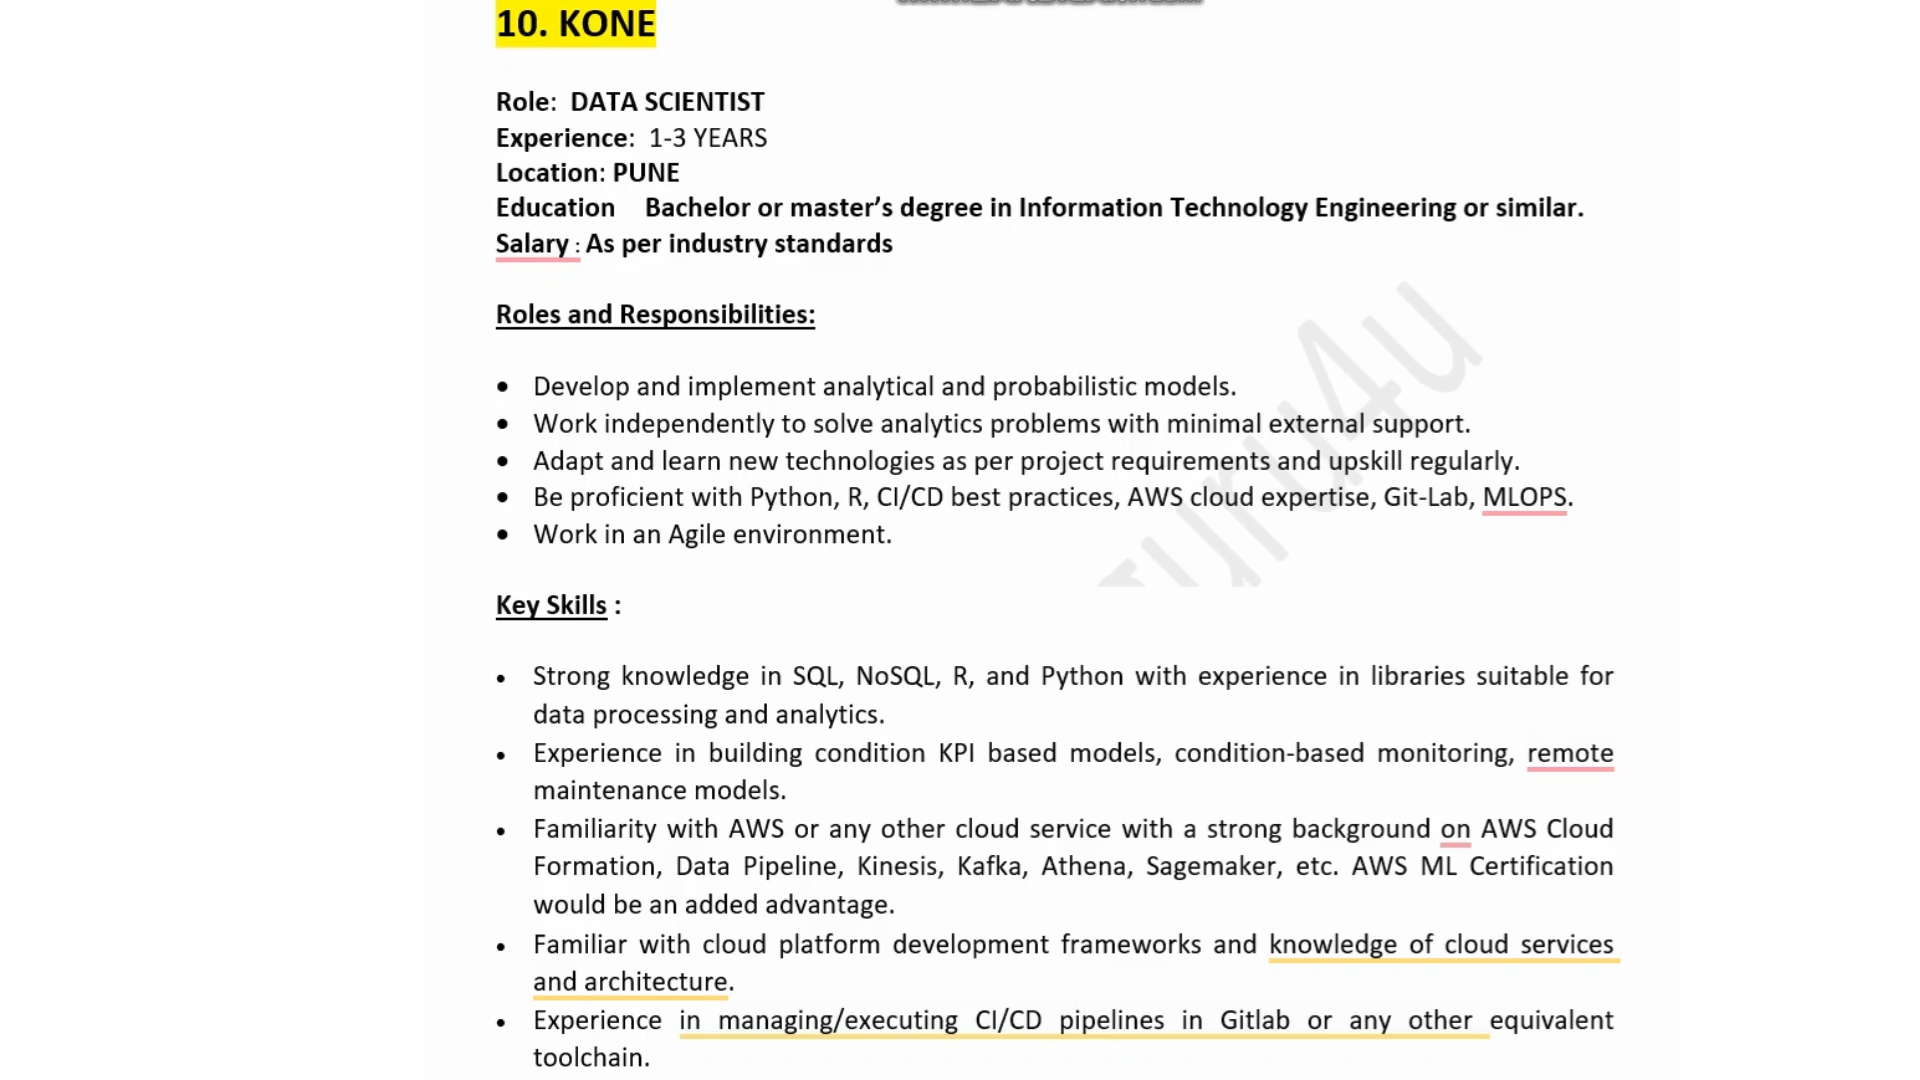 10. KONE
Role:  DATA SCIENTIST
Experience:  1-3 YEARS
Location: PUNE
Education    Bachelor or master’s degree in Information Technology Engineering or similar.
Salary : As per industry standards
Roles and Responsibilities:
• Develop and implement analytical and probabilistic models.
• Work independently to solve analytics problems with minimal external support.
• Adapt and learn new technologies as per project requirements and upskill regularly.
• Be proficient with Python, R, CI/CD best practices, AWS cloud expertise, Git-Lab, MLOPS.
• Work in an Agile environment.
Key Skills :
• Strong knowledge in SQL, NoSQL, R, and Python with experience in libraries suitable for
data processing and analytics.
• Experience in building condition KPI based models, condition-based monitoring, remote
maintenance models.
• Familiarity with AWS or any other cloud service with a strong background on AWS Cloud
Formation, Data Pipeline, Kinesis, Kafka, Athena, Sagemaker, etc. AWS ML Certification
would be an added advantage.
• Familiar with cloud platform development frameworks and knowledge of cloud services
and architecture.
• Experience in managing/executing CI/CD pipelines in Gitlab or any other equivalent
toolchain.